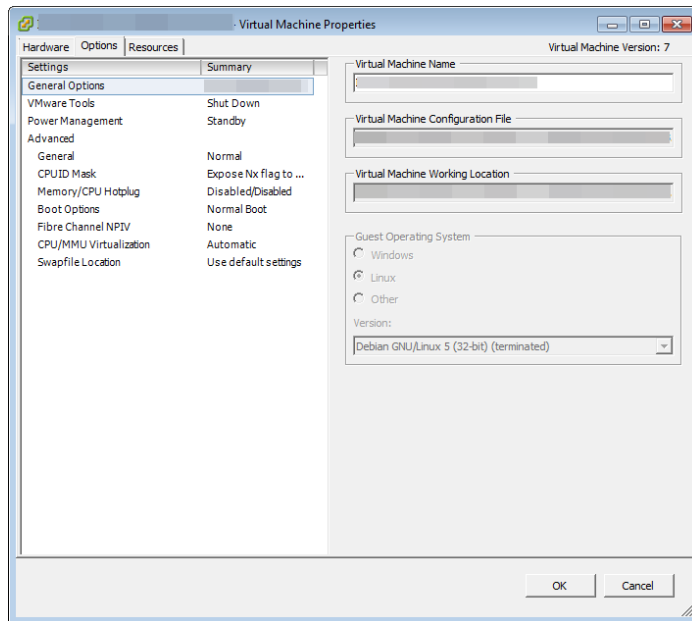 - Virtual Machine Properties
Hardware Options Resources Virtual Machine Version: 7
Settings Summary
General Options
VMware Tools Shut Down
Power Management Standby
Advanced
General Normal
CPUID Mask Expose Nx flag to ...
Memory/CPU Hotplug Disabled/Disabled
Boot Options Normal Boot
Fibre Channel NPIV None
CPU/MMU Virtualization Automatic
Swapfile Location Use default settings
Virtual Machine Name
Virtual Machine Configuration File
Virtual Machine Working Location
Guest Operating System
Windows
Linux
Other
Version:
Debian GNU/Linux 5 (32-bit) (terminated)
OK Cancel